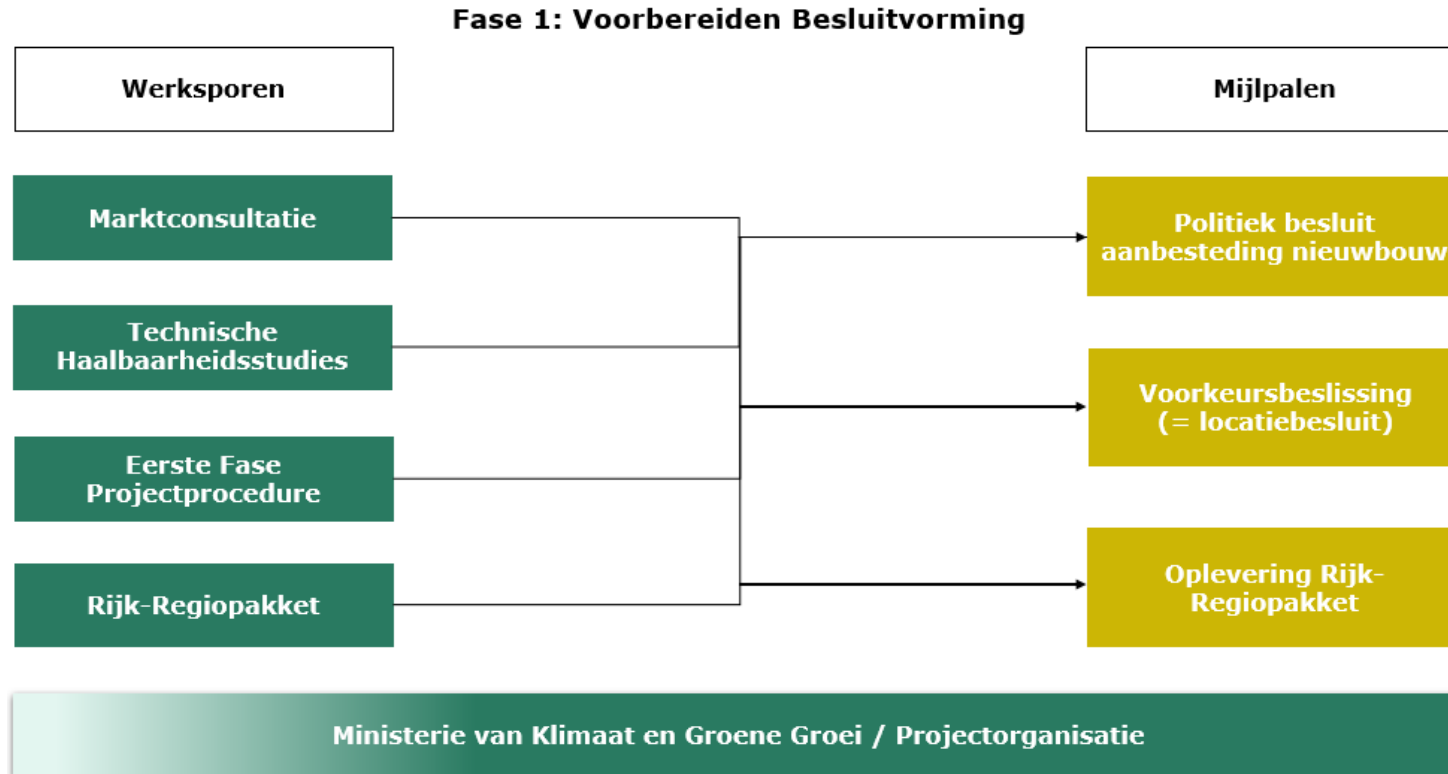 Fase 1: Voorbereiden Besluitvorming
Werksporen
Mijlpalen
Marktconsultatie
Technische
Haalbaarheidsstudies
Eerste Fase
Projectprocedure
Rijk-Regiopakket
Politiek besluit
aanbesteding nieuwbouw
Voorkeursbeslissing
(= locatiebesluit)
Oplevering Rijk-
Regiopakket
Ministerie van Klimaat en Groene Groei / Projectorganisatie